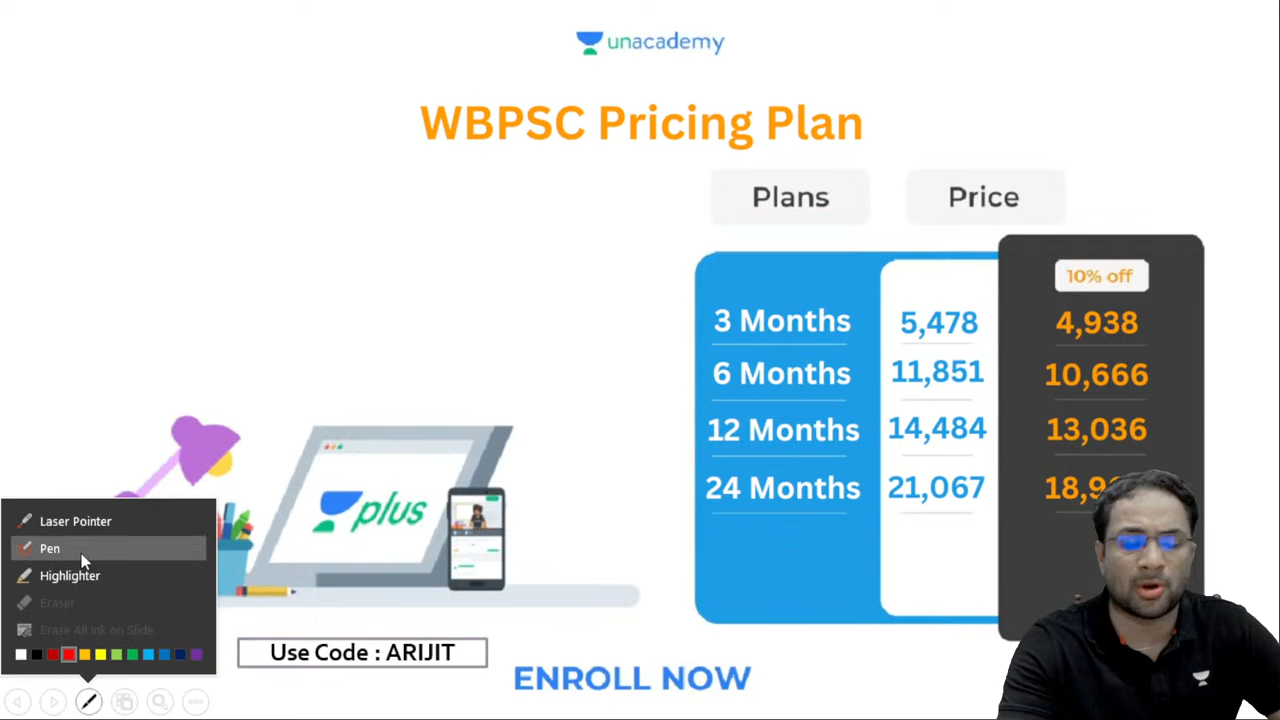 unacademy
WBPSC Pricing Plan
Plans Price
10% off
3 Months 5,478 4,938
6 Months 11,851 10,666
12 Months 14,484 13,036
24 Months 21,067
plus
Laser Pointer
Pen
Highlighter
Eraser
Erase All Ink on Slide
Use Code : ARIJIT
ENROLL NOW